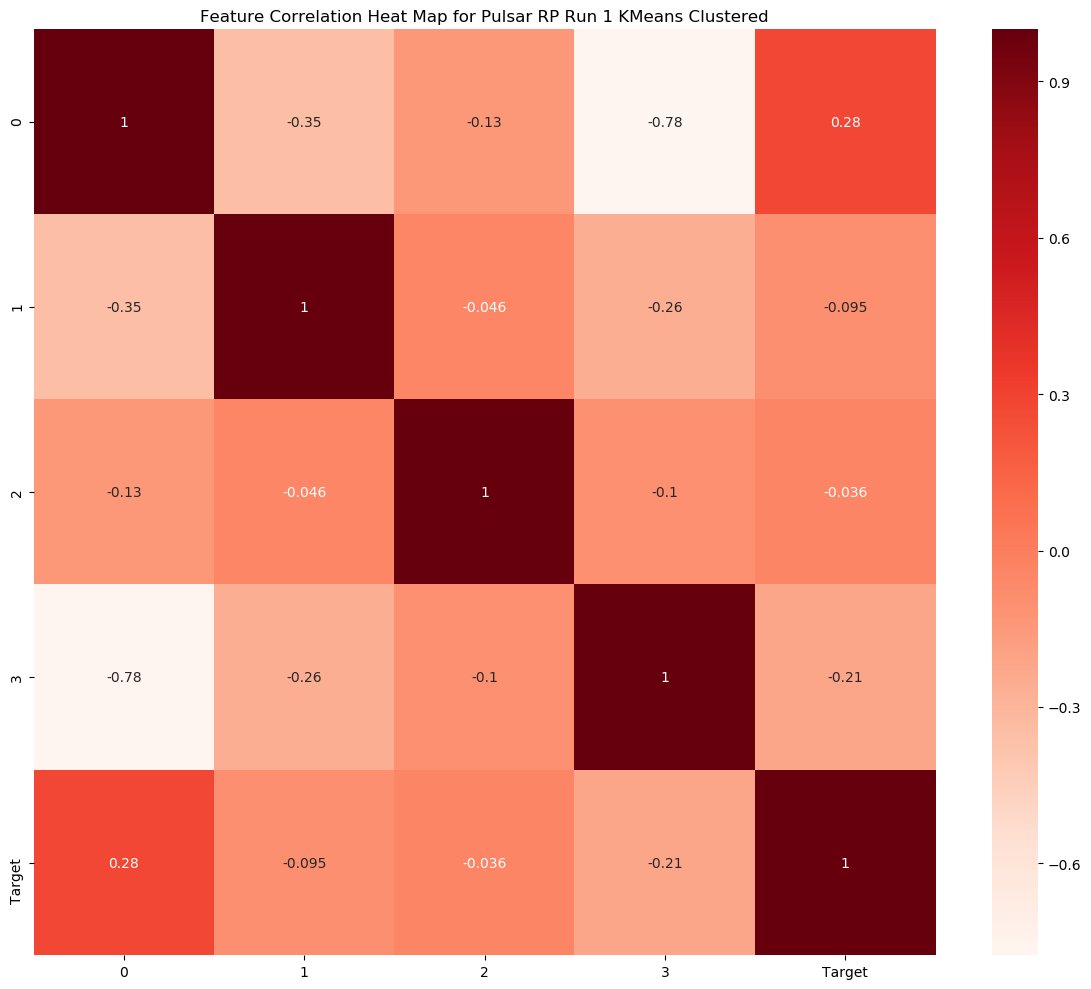 Feature Correlation Heat Map for Pulsar RP Run 1 KMeans Clustered
0 1 -0.35 -0.13 -0.78 0.28
1 -0.35 1 -0.046 -0.26 -0.095
2 -0.13 -0.046 1 -0.1 -0.036
3 -0.78 -0.26 -0.1 1 -0.21
Target 0.28 -0.095 -0.036 -0.21 1
0 1 2 3 Target
0.9
0.6
0.3
0.0
−0.3
−0.6